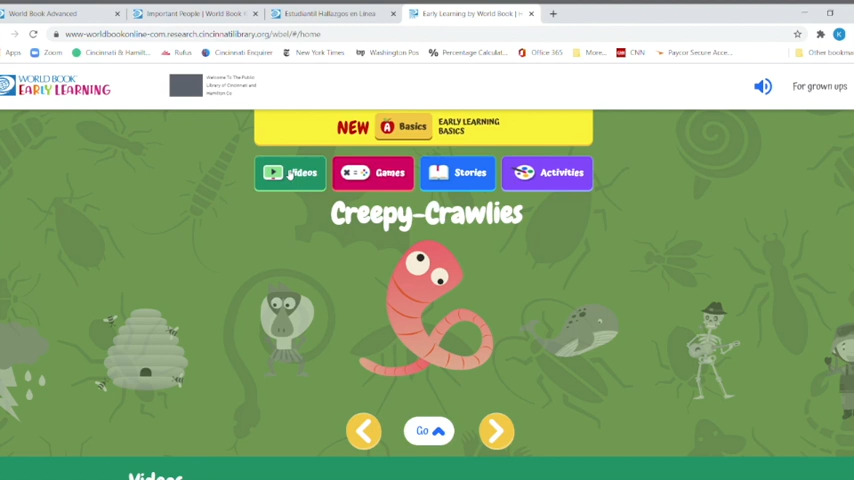 World Book Advanced
Important People | World Book
Estudiantil Hallazgos en Línea
Early Learning by World Book |
www-worldbookonline-com.research.cincinnatilibrary.org/wbel/#/home
Apps Zoom Cincinnati & Hamilt... Rufus Cincinnati Enquirer New York Times Washington Pos Percentage Calculat... Office 365 More... CNN Paycor Secure Acce... Other bookma
WORLD BOOK
EARLY LEARNING
Welcome To The Public
Library of Cincinnati and
Hamilton Co
For grown ups
NEW A Basics EARLY LEARNING
BASICS
Videos Games Stories Activities
Creepy-Crawlies
Go
Videos